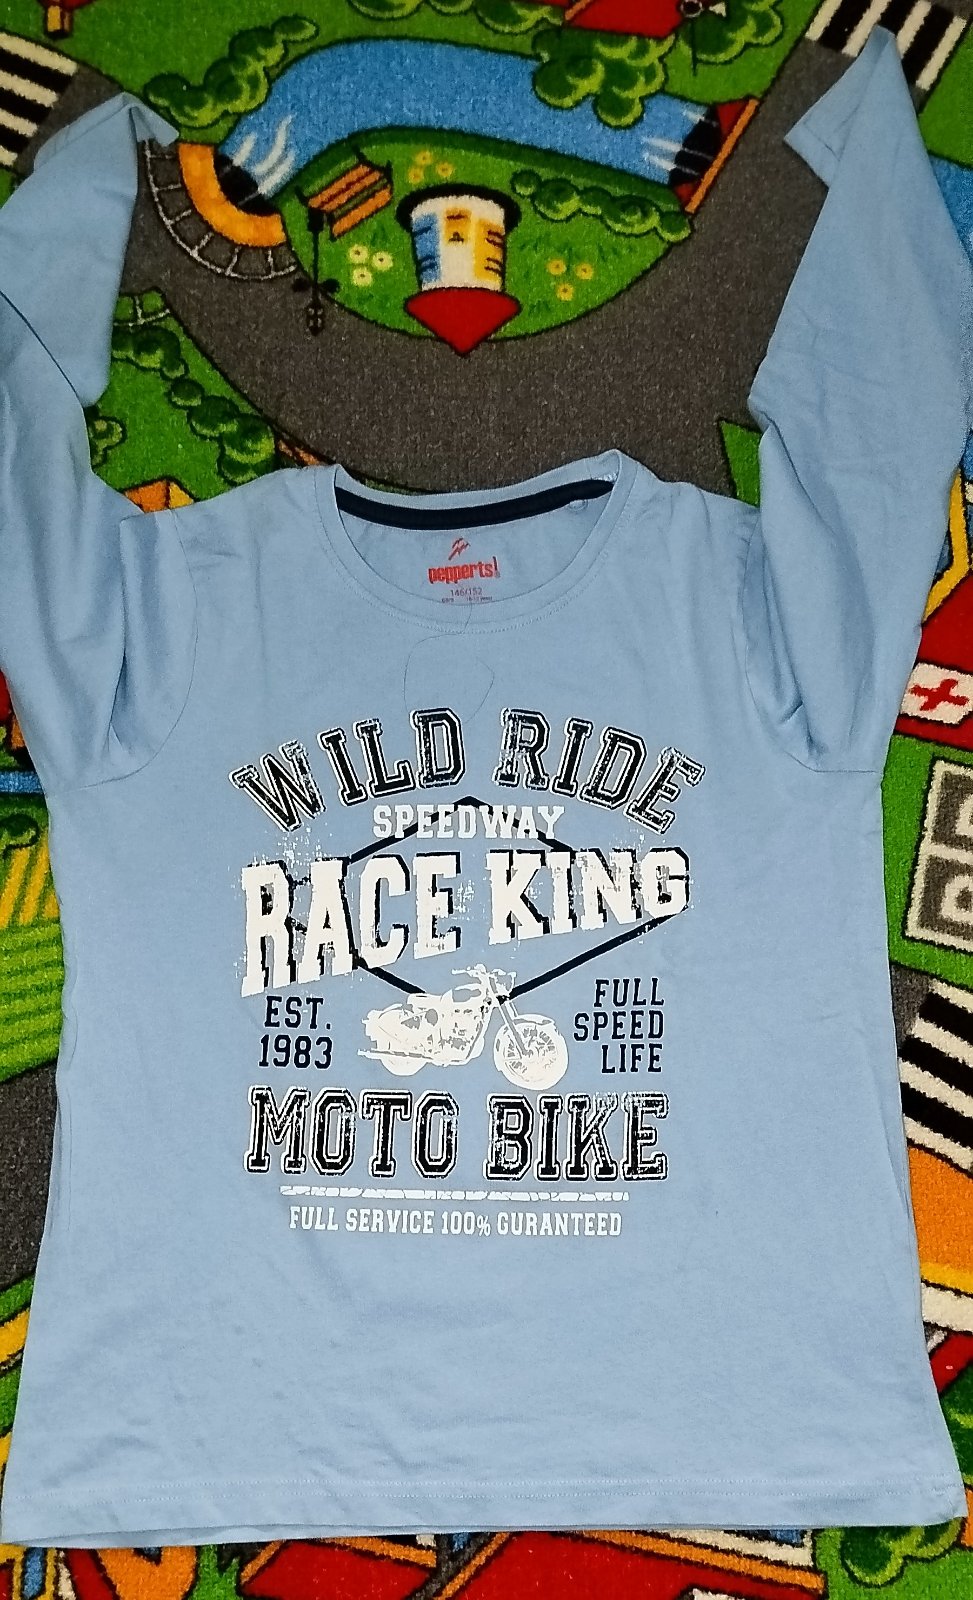 pepperts!
146/152
WILD RIDE
SPEEDWAY
RACE KING
EST.
1983
FULL
SPEED
LIFE
MOTO BIKE
FULL SERVICE 100% GURANTEED